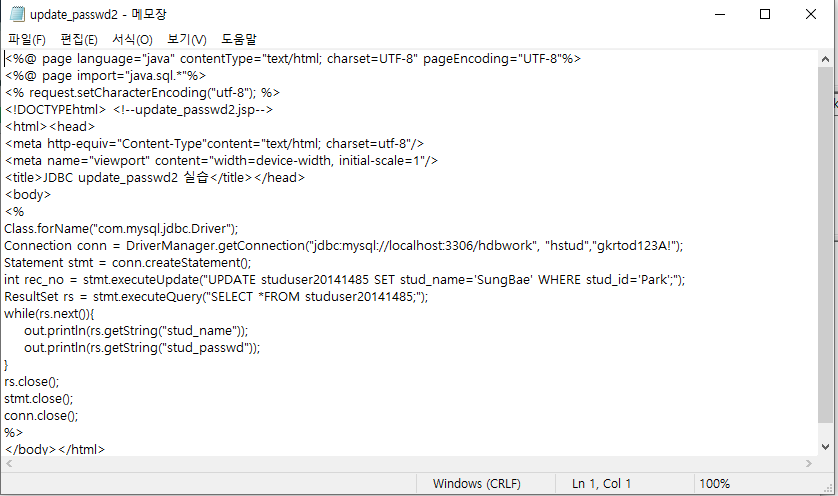 update_passwd2 - 메모장
파일(F) 편집(E) 서식(O) 보기(V) 도움말
<%@ page language="java" contentType="text/html; charset=UTF-8" pageEncoding="UTF-8"%>
<%@ page import="java.sql.*"%>
<% request.setCharacterEncoding("utf-8"); %>
<!DOCTYPEhtml> <!--update_passwd2.jsp-->
<html><head>
<meta http-equiv="Content-Type"content="text/html; charset=utf-8"/>
<meta name="viewport" content="width=device-width, initial-scale=1"/>
<title>JDBC update_passwd2 실습</title></head>
<body>
<%
Class.forName("com.mysql.jdbc.Driver");
Connection conn = DriverManager.getConnection("jdbc:mysql://localhost:3306/hdbwork", "hstud","gkrtod123A!");
Statement stmt = conn.createStatement();
int rec_no = stmt.executeUpdate("UPDATE studuser20141485 SET stud_name='SungBae' WHERE stud_id='Park';");
ResultSet rs = stmt.executeQuery("SELECT *FROM studuser20141485;");
while(rs.next()){
out.println(rs.getString("stud_name"));
out.println(rs.getString("stud_passwd"));
}
rs.close();
stmt.close();
conn.close();
%>
</body></html>
Windows (CRLF) Ln 1, Col 1 100%